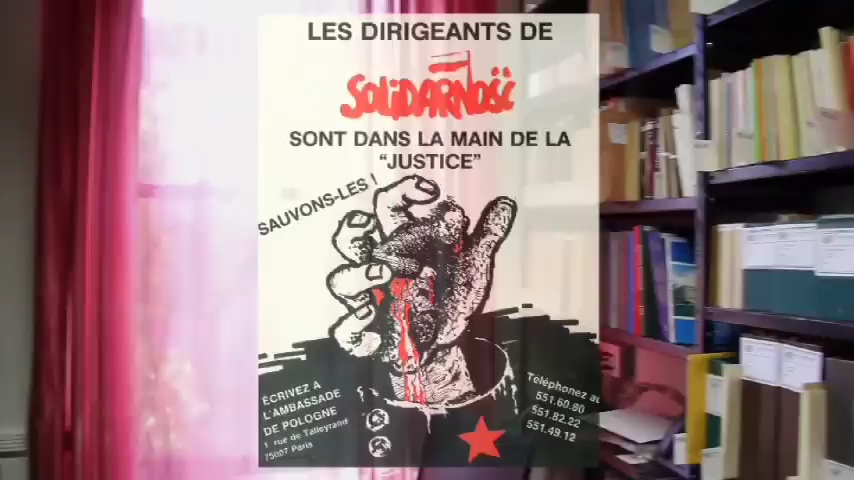 LES DIRIGEANTS DE
SOLIDARNOŚĆ
SONT DANS LA MAIN DE LA
“JUSTICE”
SAUVONS-LES !
ÉCRIVEZ A
L'AMBASSADE
DE POLOGNE
1 rue de Talleyrand
75007 Paris
Téléphonez au
551.60.80
551.82.22
551.49.12